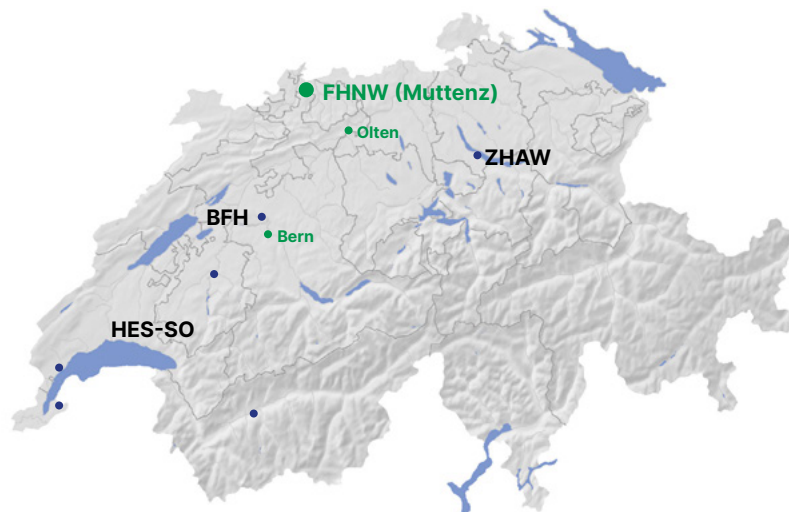 FHNW (Muttenz)
Olten
ZHAW
BFH
Bern
HES-SO